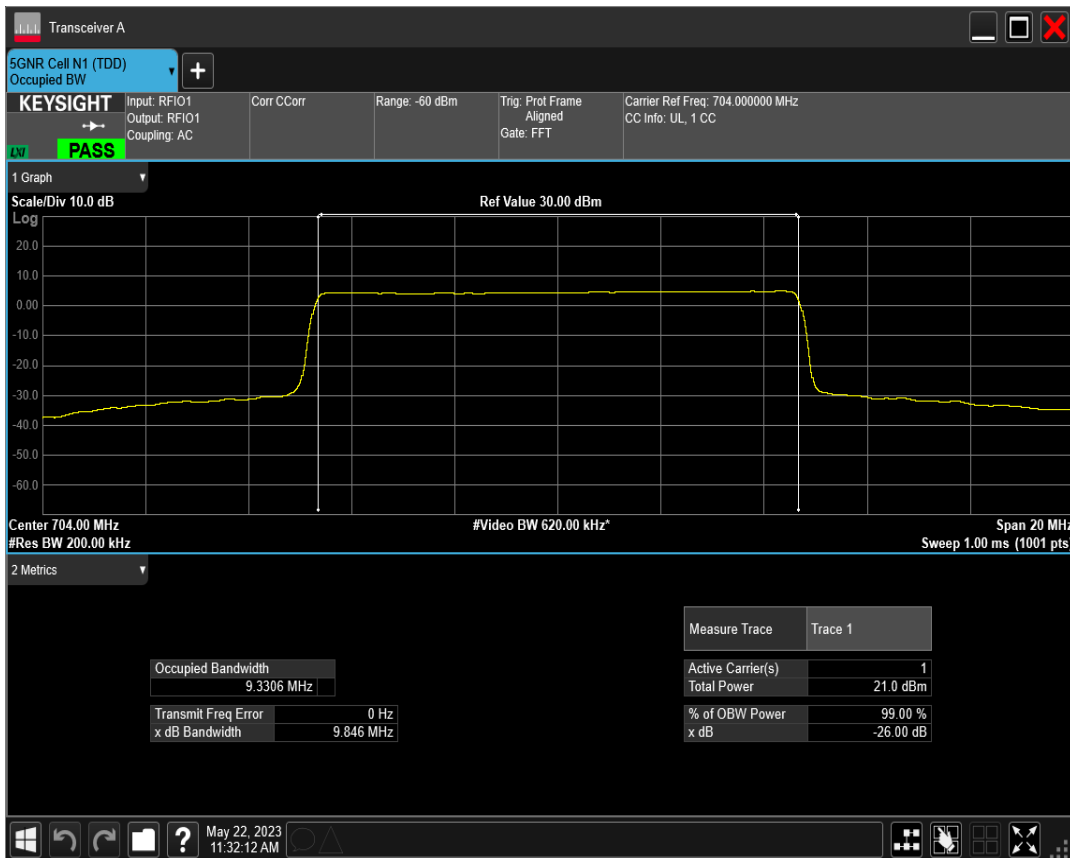 Transceiver A
5GNR Cell N1 (TDD)
Occupied BW
+
KEYSIGHT
LXI
PASS
Input: RFIO1
Output: RFIO1
Coupling: AC
Corr CCorr
Range: -60 dBm
Trig: Prot Frame
Aligned
Gate: FFT
Carrier Ref Freq: 704.000000 MHz
CC Info: UL, 1 CC
1 Graph
Scale/Div 10.0 dB
Ref Value 30.00 dBm
Log
20.0
10.0
0.00
-10.0
-20.0
-30.0
-40.0
-50.0
-60.0
Center 704.00 MHz
#Video BW 620.00 kHz*
Span 20 MHz
#Res BW 200.00 kHz
Sweep 1.00 ms (1001 pts)
2 Metrics
Measure Trace Trace 1
Occupied Bandwidth
9.3306 MHz
Active Carrier(s) 1
Total Power 21.0 dBm
Transmit Freq Error 0 Hz
x dB Bandwidth 9.846 MHz
% of OBW Power 99.00 %
x dB -26.00 dB
?
May 22, 2023
11:32:12 AM